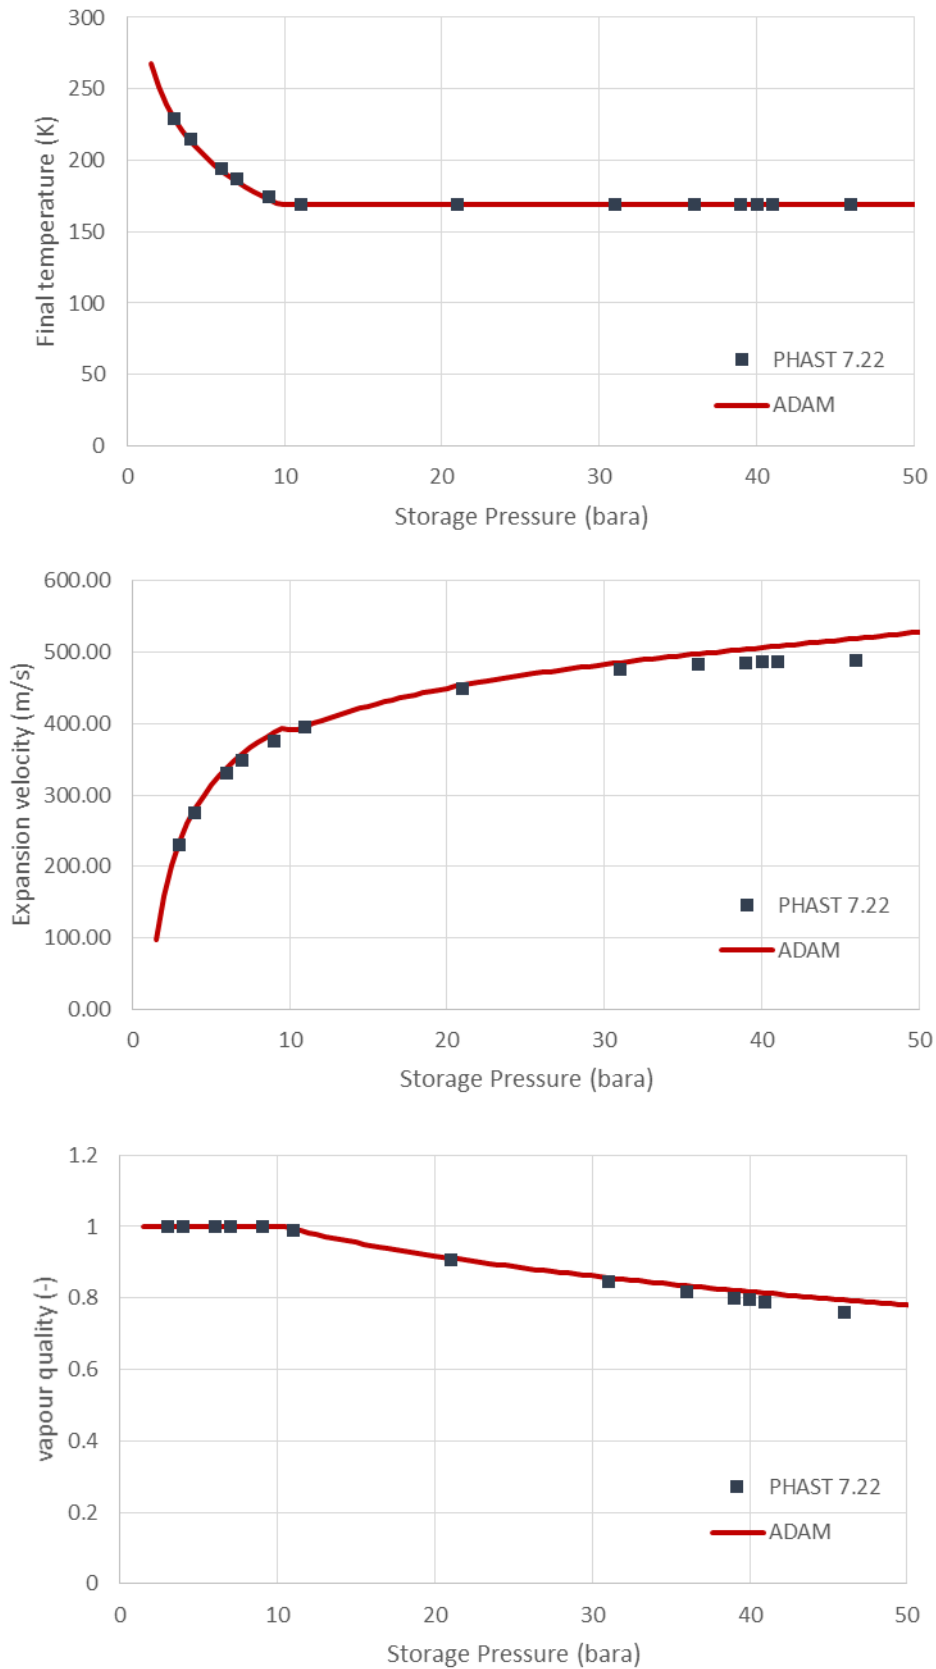 300
250
200
150
100
50
0
Final temperature (K)
PHAST 7.22
ADAM
0 10 20 30 40 50
Storage Pressure (bara)
600.00
500.00
400.00
300.00
200.00
100.00
0.00
Expansion velocity (m/s)
PHAST 7.22
ADAM
0 10 20 30 40 50
Storage Pressure (bara)
1.2
1
0.8
0.6
0.4
0.2
0
vapour quality (-)
PHAST 7.22
ADAM
0 10 20 30 40 50
Storage Pressure (bara)